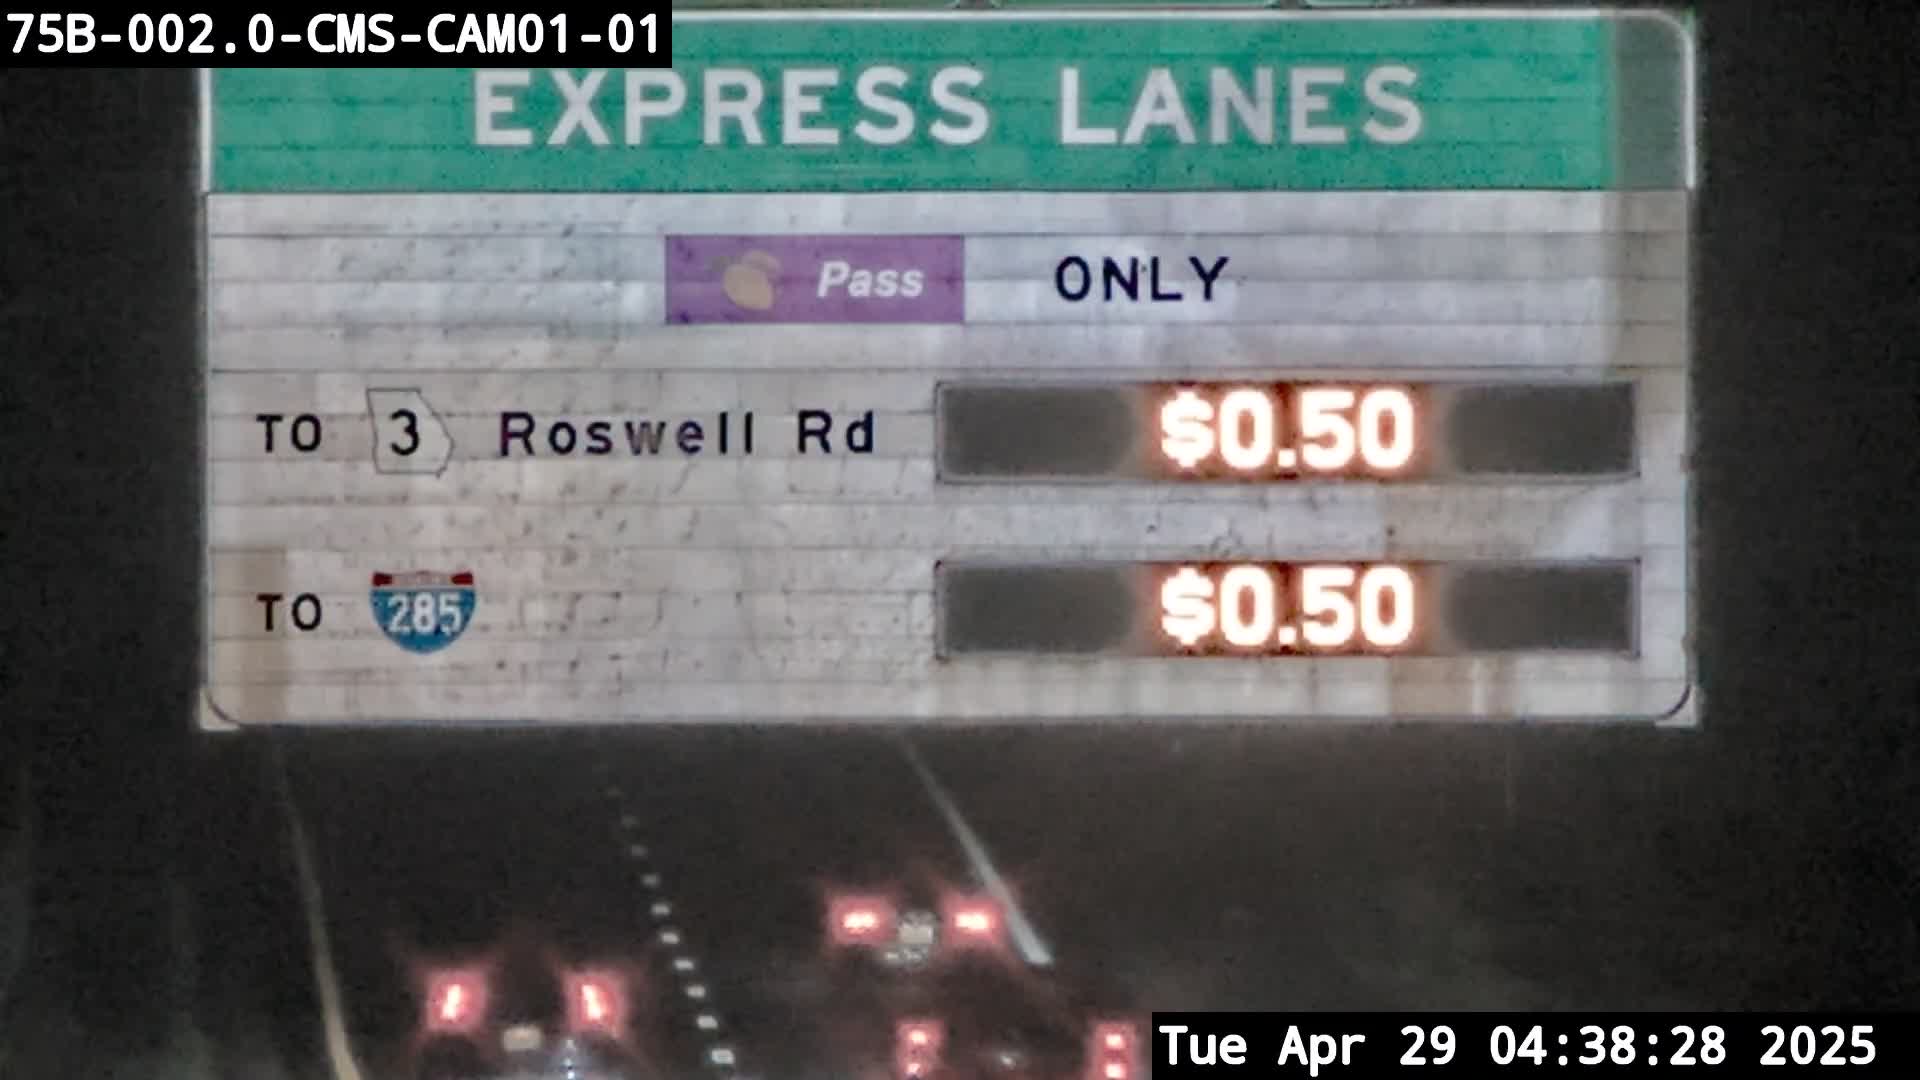 75B-002.0-CMS-CAM01-01
EXPRESS LANES
Pass ONLY
TO 3 Roswell Rd $0.50
TO 285 $0.50
Tue Apr 29 04:38:28 2025